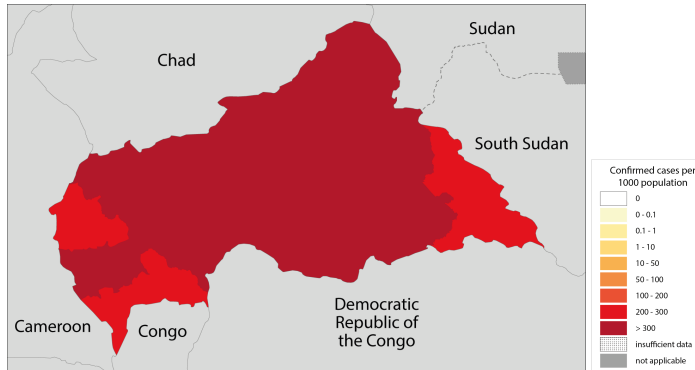 Sudan
Chad
South Sudan
Democratic
Republic of
the Congo
Cameroon
Congo
Confirmed cases per
1000 population
0
0 - 0.1
0.1 - 1
1 - 10
10 - 50
50 - 100
100 - 200
200 - 300
> 300
insufficient data
not applicable